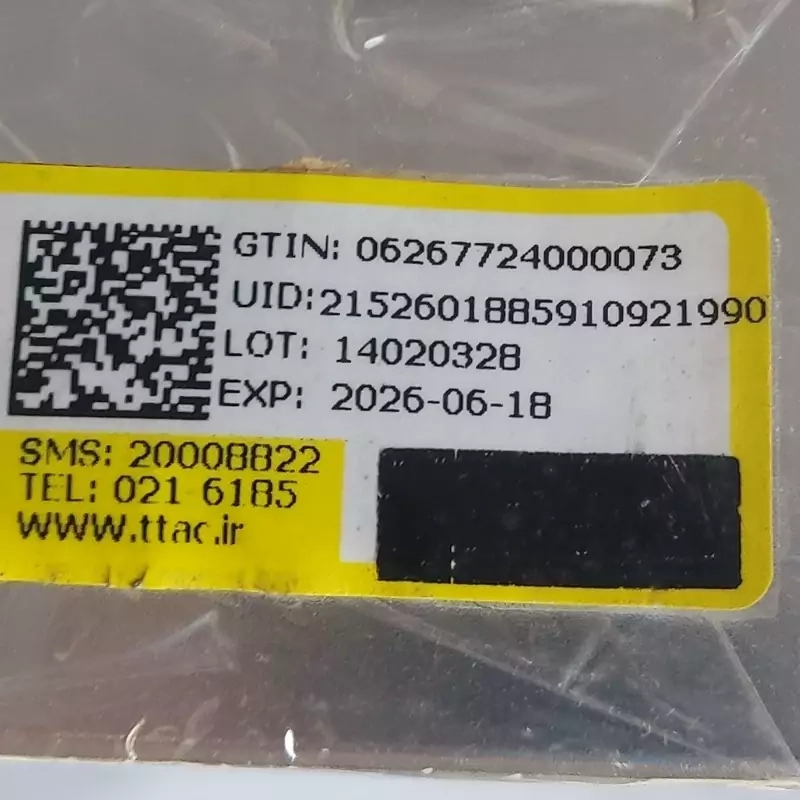 GTIN: 06267724000073
UID:21526018859109219​90
LOT: 14020328
EXP: 2026-06-18
SMS: 20008822
TEL: 021 6185
www.ttac.ir